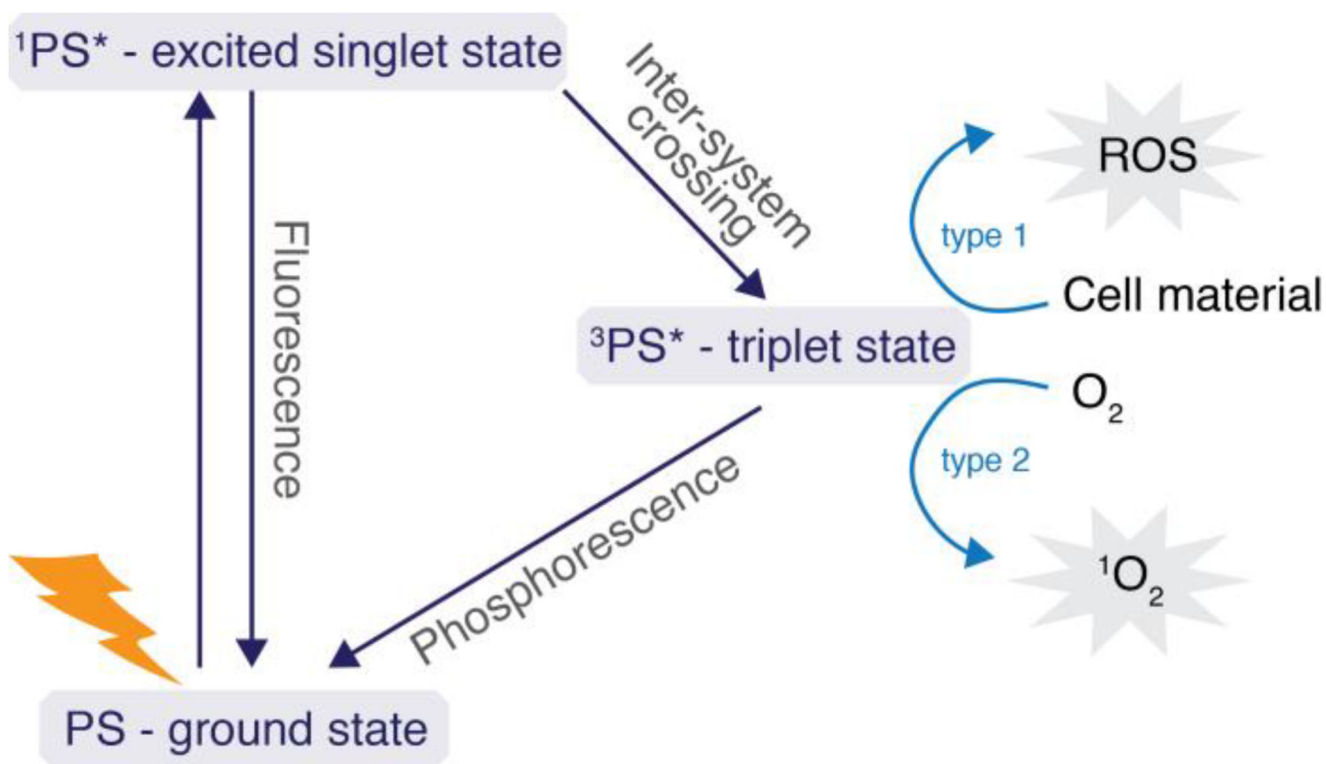 ¹PS* - excited singlet state
Inter-system
crossing
Fluorescence
ROS
type 1
Cell material
³PS* - triplet state
O₂
type 2
Phosphorescence
¹O₂
PS - ground state